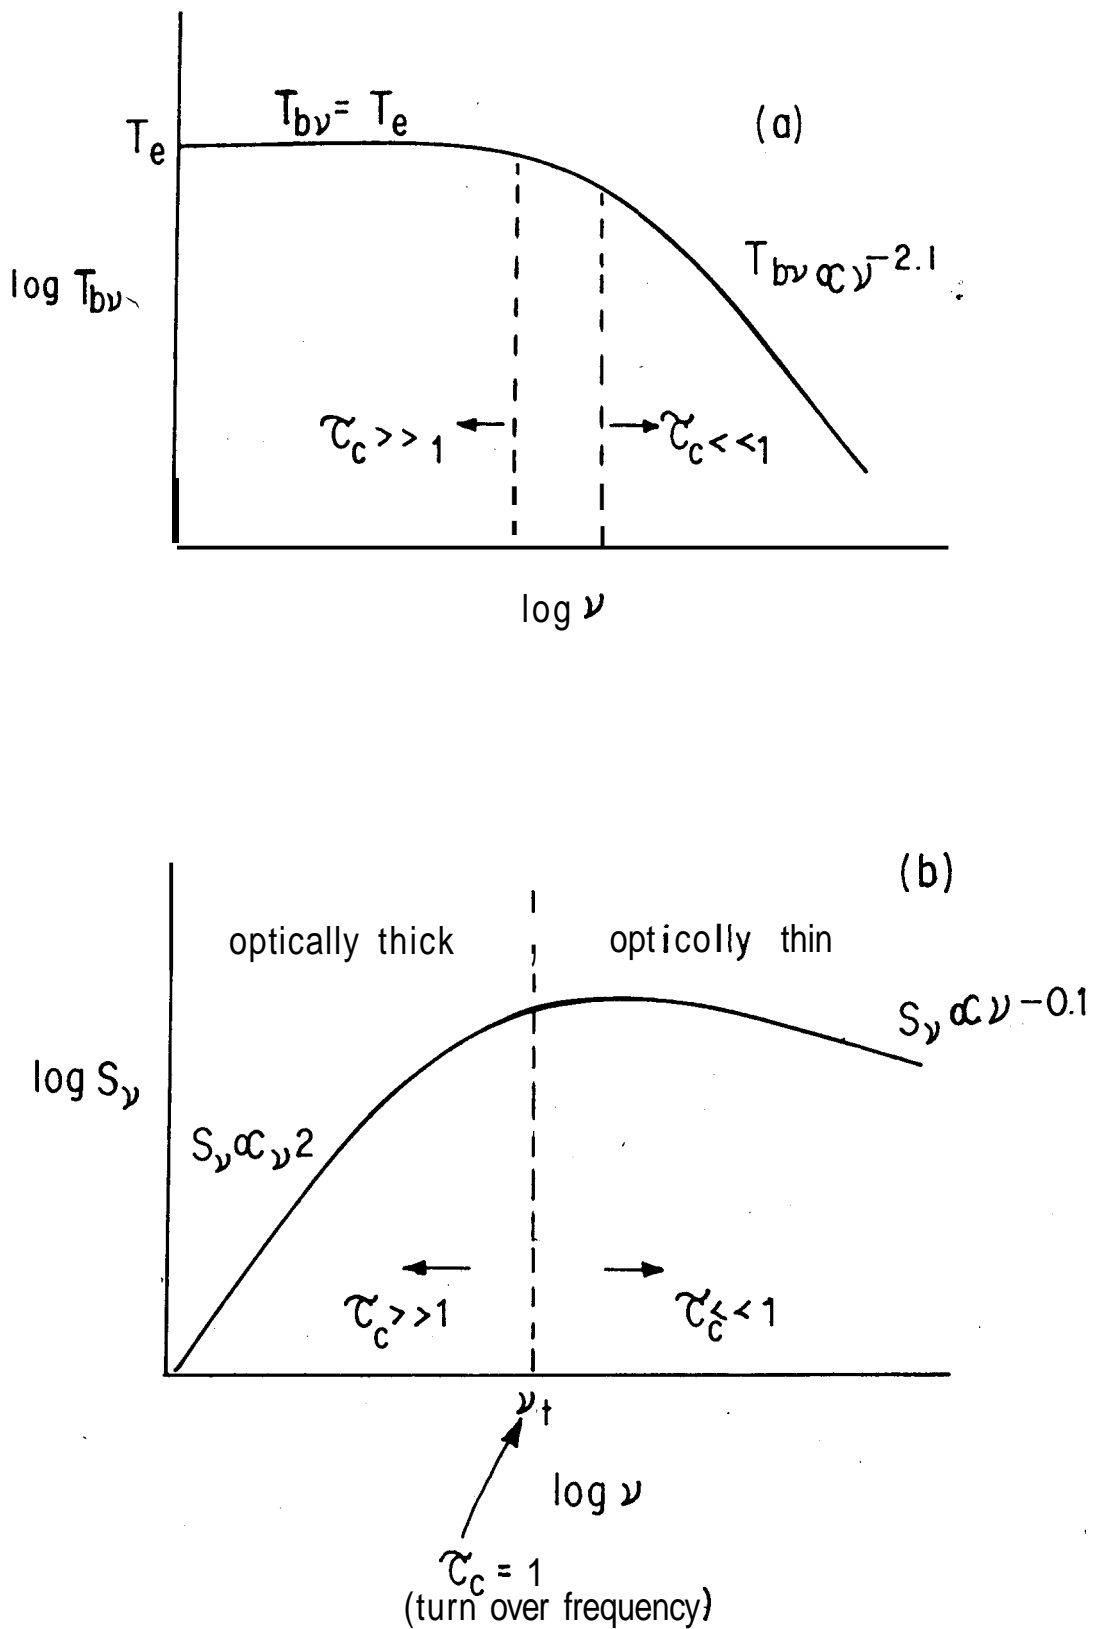 T_bν = T_e
(a)
T_e
T_bν ∝ ν^-2.1
log T_bν
τ_c >> 1
τ_c << 1
log ν
(b)
optically thick
opticolly thin
S_ν ∝ ν^-0.1
log S_ν
S_ν ∝ ν 2
τ_c >> 1
τ_c << 1
ν_t
log ν
τ_c = 1
(turn over frequency)